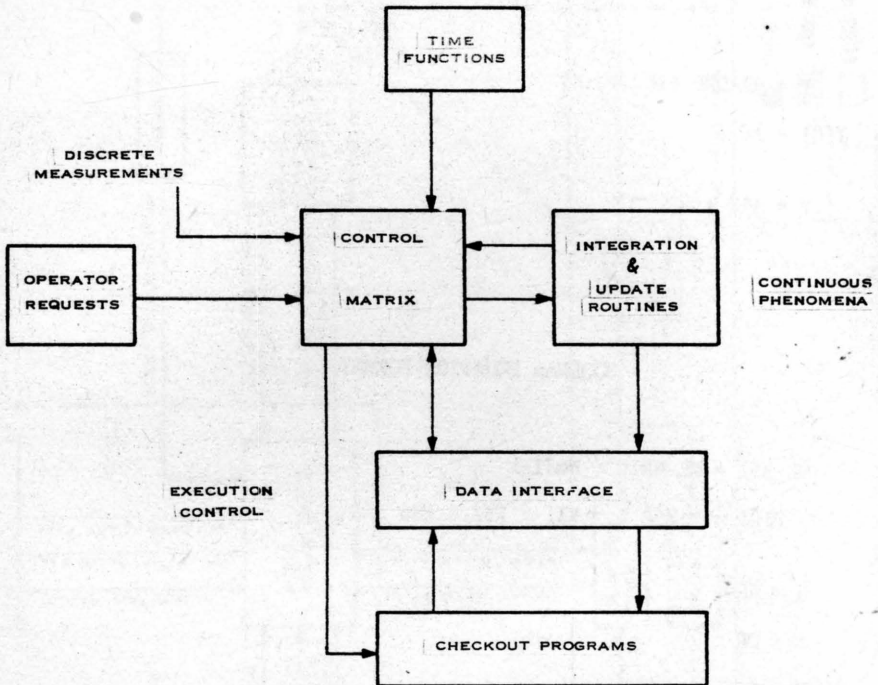 TIME
FUNCTIONS
DISCRETE
MEASUREMENTS
CONTROL
MATRIX
INTEGRATION
&
UPDATE
ROUTINES
OPERATOR
REQUESTS
CONTINUOUS
PHENOMENA
DATA INTERFACE
EXECUTION
CONTROL
CHECKOUT PROGRAMS